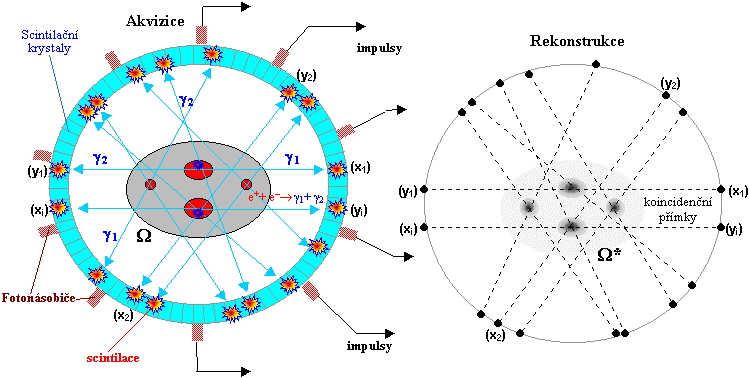 Akvizice
Scintilační
krystaly
impulsy
(y₂)
γ₂
γ₂
γ₁
(y₁)
(x₁)
e⁺+ e⁻→γ₁+ γ₂
(xᵢ)
(yᵢ)
γ₁
Ω
Fotonásobiče
(x₂)
scintilace
impulsy
Rekonstrukce
(y₂)
(y₁)
(x₁)
koincidenční
přímky
(xᵢ)
(yᵢ)
Ω*
(x₂)